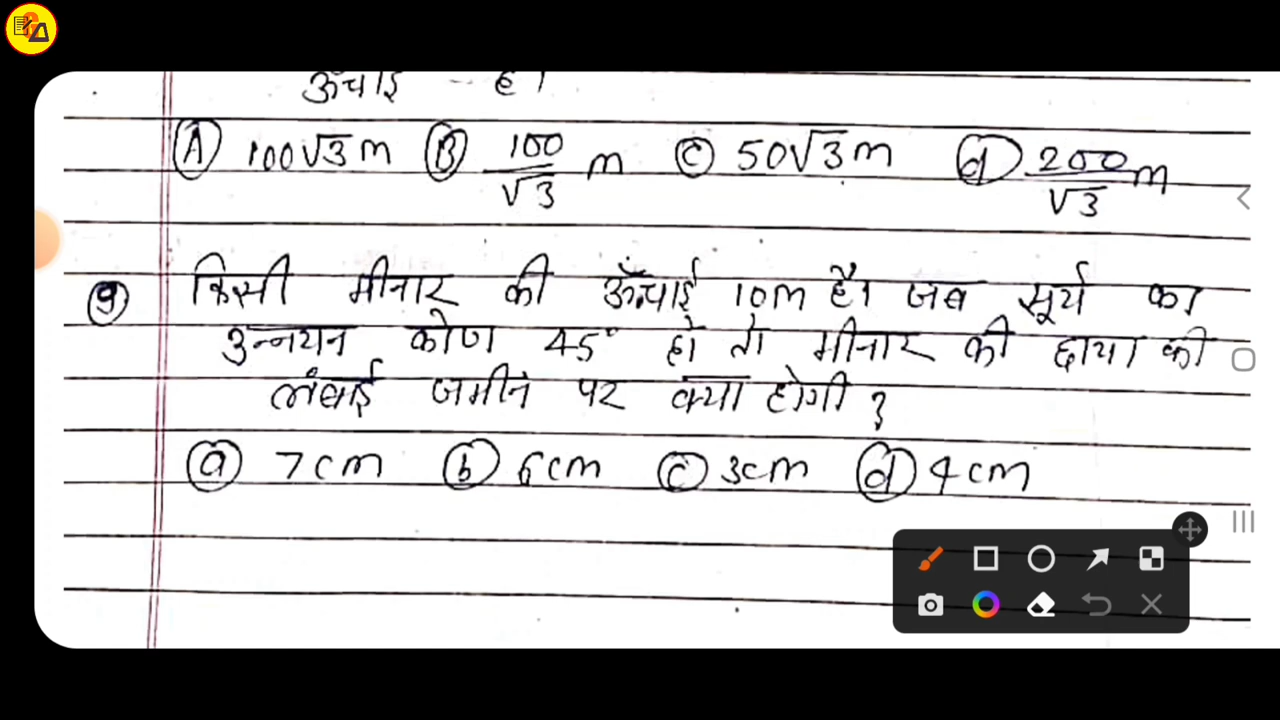 ऊँचाई -- है।
(A) 100√3 m (B) 100/√3 m (C) 50√3 m (d) 200/√3 m
(9) किसी मीनार की ऊँचाई 10m है। जब सूर्य का
उन्नयन कोण 45° हो तो मीनार की छाया की
लंबाई जमीन पर क्या होगी ?
(a) 7cm (b) 6cm (c) 3cm (d) 4cm